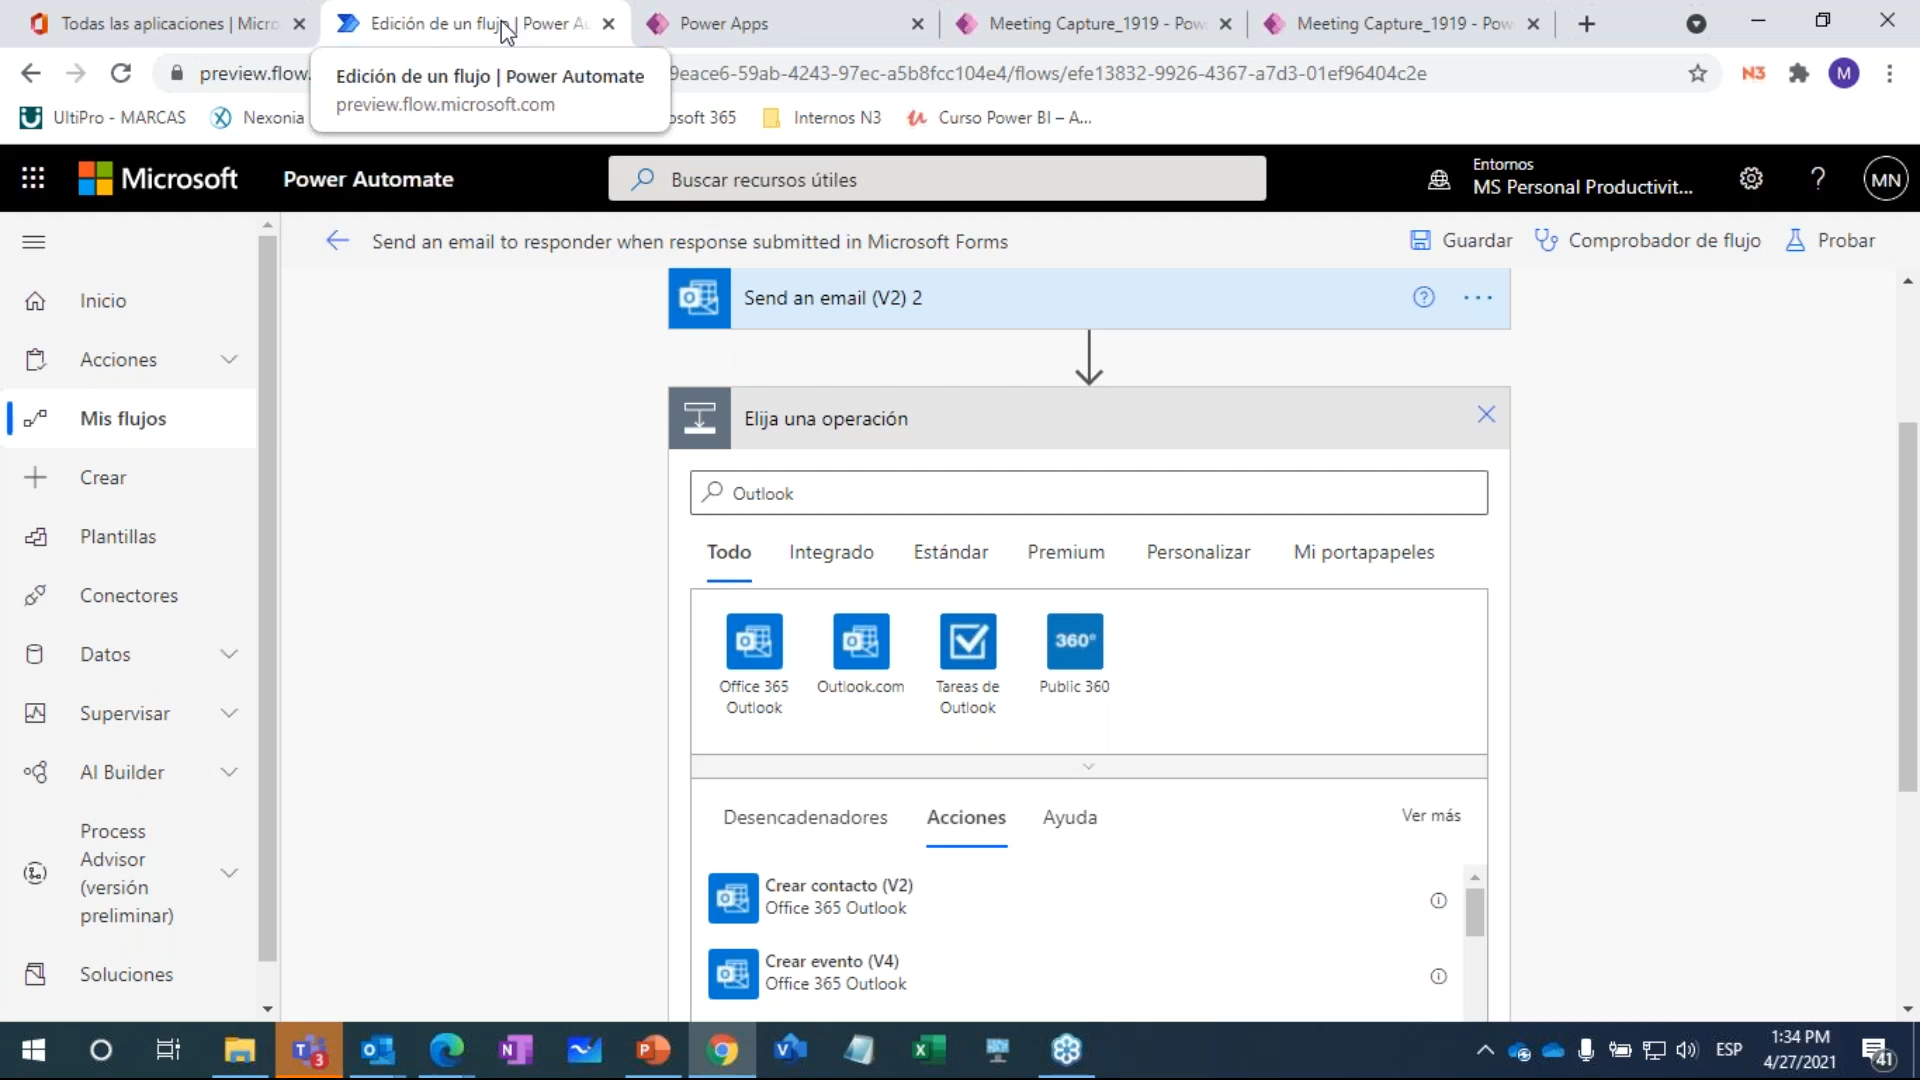 Todas las aplicaciones | Micro
Edición de un flujo | Power Au
Power Apps
Meeting Capture_1919 - Pow
Meeting Capture_1919 - Pow
preview.flow.
9eace6-59ab-4243-97ec-a5b8fcc104e4/flows/efe13832-9926-4367-a7d3-01ef96404c2e
N3
M
Edición de un flujo | Power Automate
preview.flow.microsoft.com
UltiPro - MARCAS
Nexonia
osoft 365
Internos N3
Curso Power BI – A...
Microsoft
Power Automate
Buscar recursos útiles
Entornos
MS Personal Productivit...
?
MN
Send an email to responder when response submitted in Microsoft Forms
Guardar
Comprobador de flujo
Probar
Inicio
Acciones
Mis flujos
Crear
Plantillas
Conectores
Datos
Supervisar
AI Builder
Process
Advisor
(versión
preliminar)
Soluciones
Send an email (V2) 2
Elija una operación
Outlook
Todo
Integrado
Estándar
Premium
Personalizar
Mi portapapeles
360°
Office 365
Outlook
Outlook.com
Tareas de
Outlook
Public 360
Desencadenadores
Acciones
Ayuda
Ver más
Crear contacto (V2)
Office 365 Outlook
Crear evento (V4)
Office 365 Outlook
3
ESP
1:34 PM
4/27/2021
41